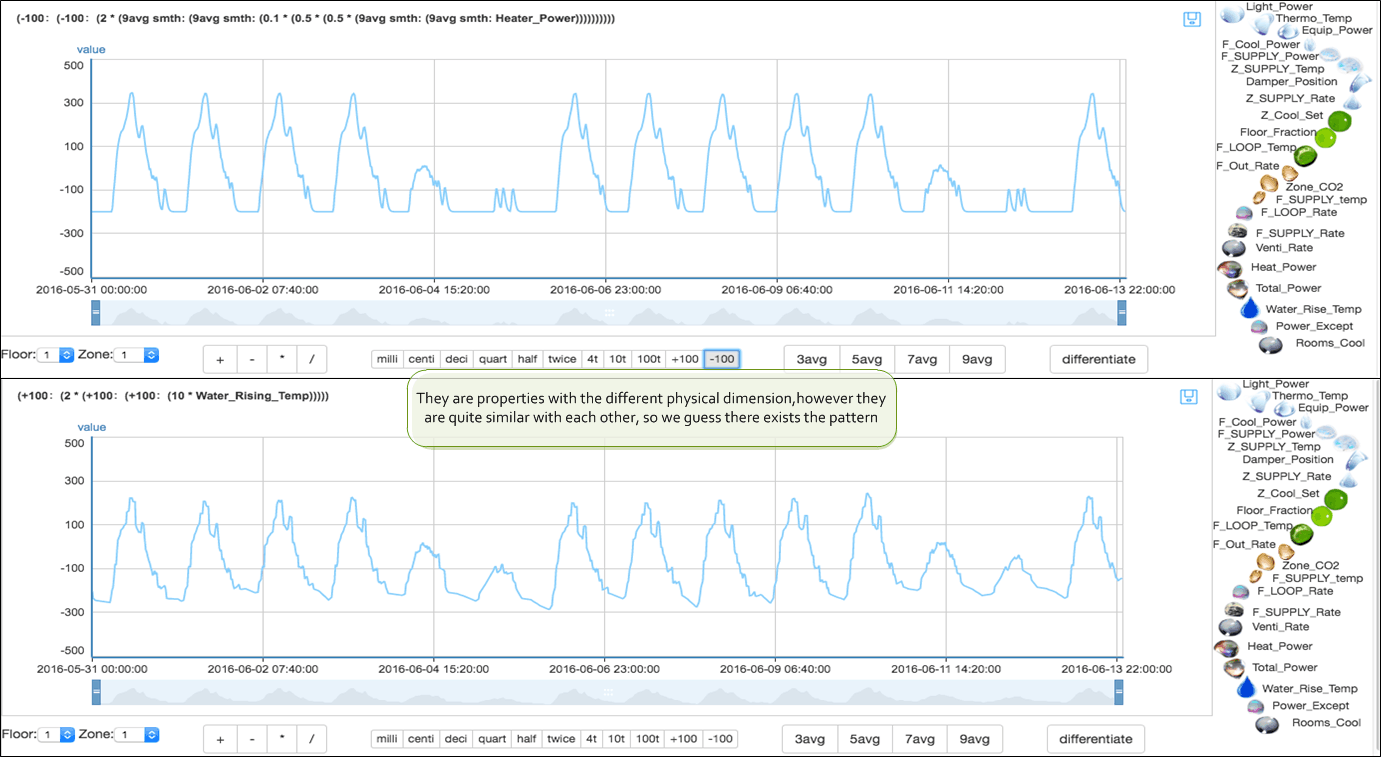 (-100: (-100: (2 * (9avg smth: (9avg smth: (0.1 * (0.5 * (0.5 * (9avg smth: (9avg smth: Heater_Power))))))))))
value
500
300
100
-100
-300
-500
2016-05-31 00:00:00 2016-06-02 07:40:00 2016-06-04 15:20:00 2016-06-06 23:00:00 2016-06-09 06:40:00 2016-06-11 14:20:00 2016-06-13 22:00:00
Light_Power
Thermo_Temp
Equip_Power
F_Cool_Power
F_SUPPLY_Power
Z_SUPPLY_Temp
Damper_Position
Z_SUPPLY_Rate
Z_Cool_Set
Floor_Fraction
F_LOOP_Temp
F_Out_Rate
Zone_CO2
F_SUPPLY_temp
F_LOOP_Rate
F_SUPPLY_Rate
Venti_Rate
Heat_Power
Total_Power
Water_Rise_Temp
Power_Except
Rooms_Cool
Floor: 1 Zone: 1 + - * / milli centi deci quart half twice 4t 10t 100t +100 -100 3avg 5avg 7avg 9avg differentiate
They are properties with the different physical dimension,however they
are quite similar with each other, so we guess there exists the pattern
(+100: (2 * (+100: (+100: (10 * Water_Rising_Temp)))))
value
500
300
100
-100
-300
-500
2016-05-31 00:00:00 2016-06-02 07:40:00 2016-06-04 15:20:00 2016-06-06 23:00:00 2016-06-09 06:40:00 2016-06-11 14:20:00 2016-06-13 22:00:00
Light_Power
Thermo_Temp
Equip_Power
F_Cool_Power
F_SUPPLY_Power
Z_SUPPLY_Temp
Damper_Position
Z_SUPPLY_Rate
Z_Cool_Set
Floor_Fraction
F_LOOP_Temp
F_Out_Rate
Zone_CO2
F_SUPPLY_temp
F_LOOP_Rate
F_SUPPLY_Rate
Venti_Rate
Heat_Power
Total_Power
Water_Rise_Temp
Power_Except
Rooms_Cool
Floor: 1 Zone: 1 + - * / milli centi deci quart half twice 4t 10t 100t +100 -100 3avg 5avg 7avg 9avg differentiate